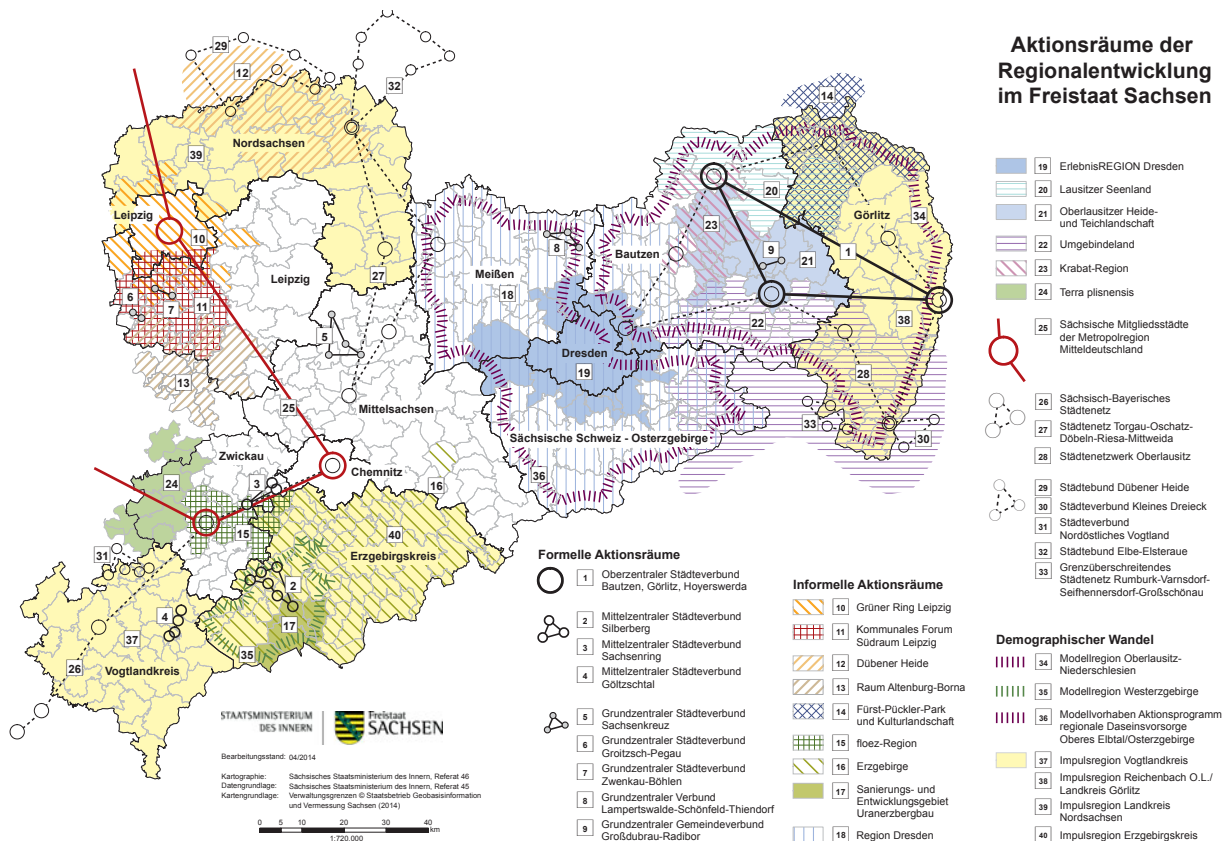 Aktionsräume der
Regionalentwicklung
im Freistaat Sachsen
29
12
32
14
Nordsachsen
39
Leipzig
10
Leipzig
6
7
11
27
13
5
Meißen
18
8
Bautzen
20
23
9
21
Görlitz
34
1
38
22
28
33
30
Dresden
19
Mittelsachsen
25
Sächsische Schweiz - Osterzgebirge
36
Zwickau
3
Chemnitz
16
24
15
40
Erzgebirgskreis
31
2
4
17
37
35
26
Vogtlandkreis
19 ErlebnisREGION Dresden
20 Lausitzer Seenland
21 Oberlausitzer Heide-
und Teichlandschaft
22 Umgebindeland
23 Krabat-Region
24 Terra plisnensis
25 Sächsische Mitgliedsstädte
der Metropolregion
Mitteldeutschland
26 Sächsisch-Bayerisches
Städtenetz
27 Städtenetz Torgau-Oschatz-
Döbeln-Riesa-Mittweida
28 Städtenetzwerk Oberlausitz
29 Städtebund Dübener Heide
30 Städteverbund Kleines Dreieck
31 Städteverbund
Nordöstliches Vogtland
32 Städtebund Elbe-Elsteraue
33 Grenzüberschreitendes
Städtenetz Rumburk-Varnsdorf-
Seifhennersdorf-Großschönau
Demographischer Wandel
34 Modellregion Oberlausitz-
Niederschlesien
35 Modellregion Westerzgebirge
36 Modellvorhaben Aktionsprogramm
regionale Daseinsvorsorge
Oberes Elbtal/Osterzgebirge
37 Impulsregion Vogtlandkreis
38 Impulsregion Reichenbach O.L./
Landkreis Görlitz
39 Impulsregion Landkreis
Nordsachsen
40 Impulsregion Erzgebirgskreis
Formelle Aktionsräume
1 Oberzentraler Städteverbund
Bautzen, Görlitz, Hoyerswerda
2 Mittelzentraler Städteverbund
Silberberg
3 Mittelzentraler Städteverbund
Sachsenring
4 Mittelzentraler Städteverbund
Göltzschtal
5 Grundzentraler Städteverbund
Sachsenkreuz
6 Grundzentraler Städteverbund
Groitzsch-Pegau
7 Grundzentraler Städteverbund
Zwenkau-Böhlen
8 Grundzentraler Verbund
Lampertswalde-Schönfeld-Thiendorf
9 Grundzentraler Gemeindeverbund
Großdubrau-Radibor
Informelle Aktionsräume
10 Grüner Ring Leipzig
11 Kommunales Forum
Südraum Leipzig
12 Dübener Heide
13 Raum Altenburg-Borna
14 Fürst-Pückler-Park
und Kulturlandschaft
15 floez-Region
16 Erzgebirge
17 Sanierungs- und
Entwicklungsgebiet
Uranerzbergbau
18 Region Dresden
STAATSMINISTERIUM
DES INNERN
Freistaat
SACHSEN
Bearbeitungsstand: 04/2014
Kartographie: Sächsisches Staatsministerium des Innern, Referat 46
Datengrundlage: Sächsisches Staatsministerium des Innern, Referat 45
Kartengrundlage: Verwaltungsgrenzen © Staatsbetrieb Geobasisinformation
und Vermessung Sachsen (2014)
0 5 10 20 30 40
km
1:720.000